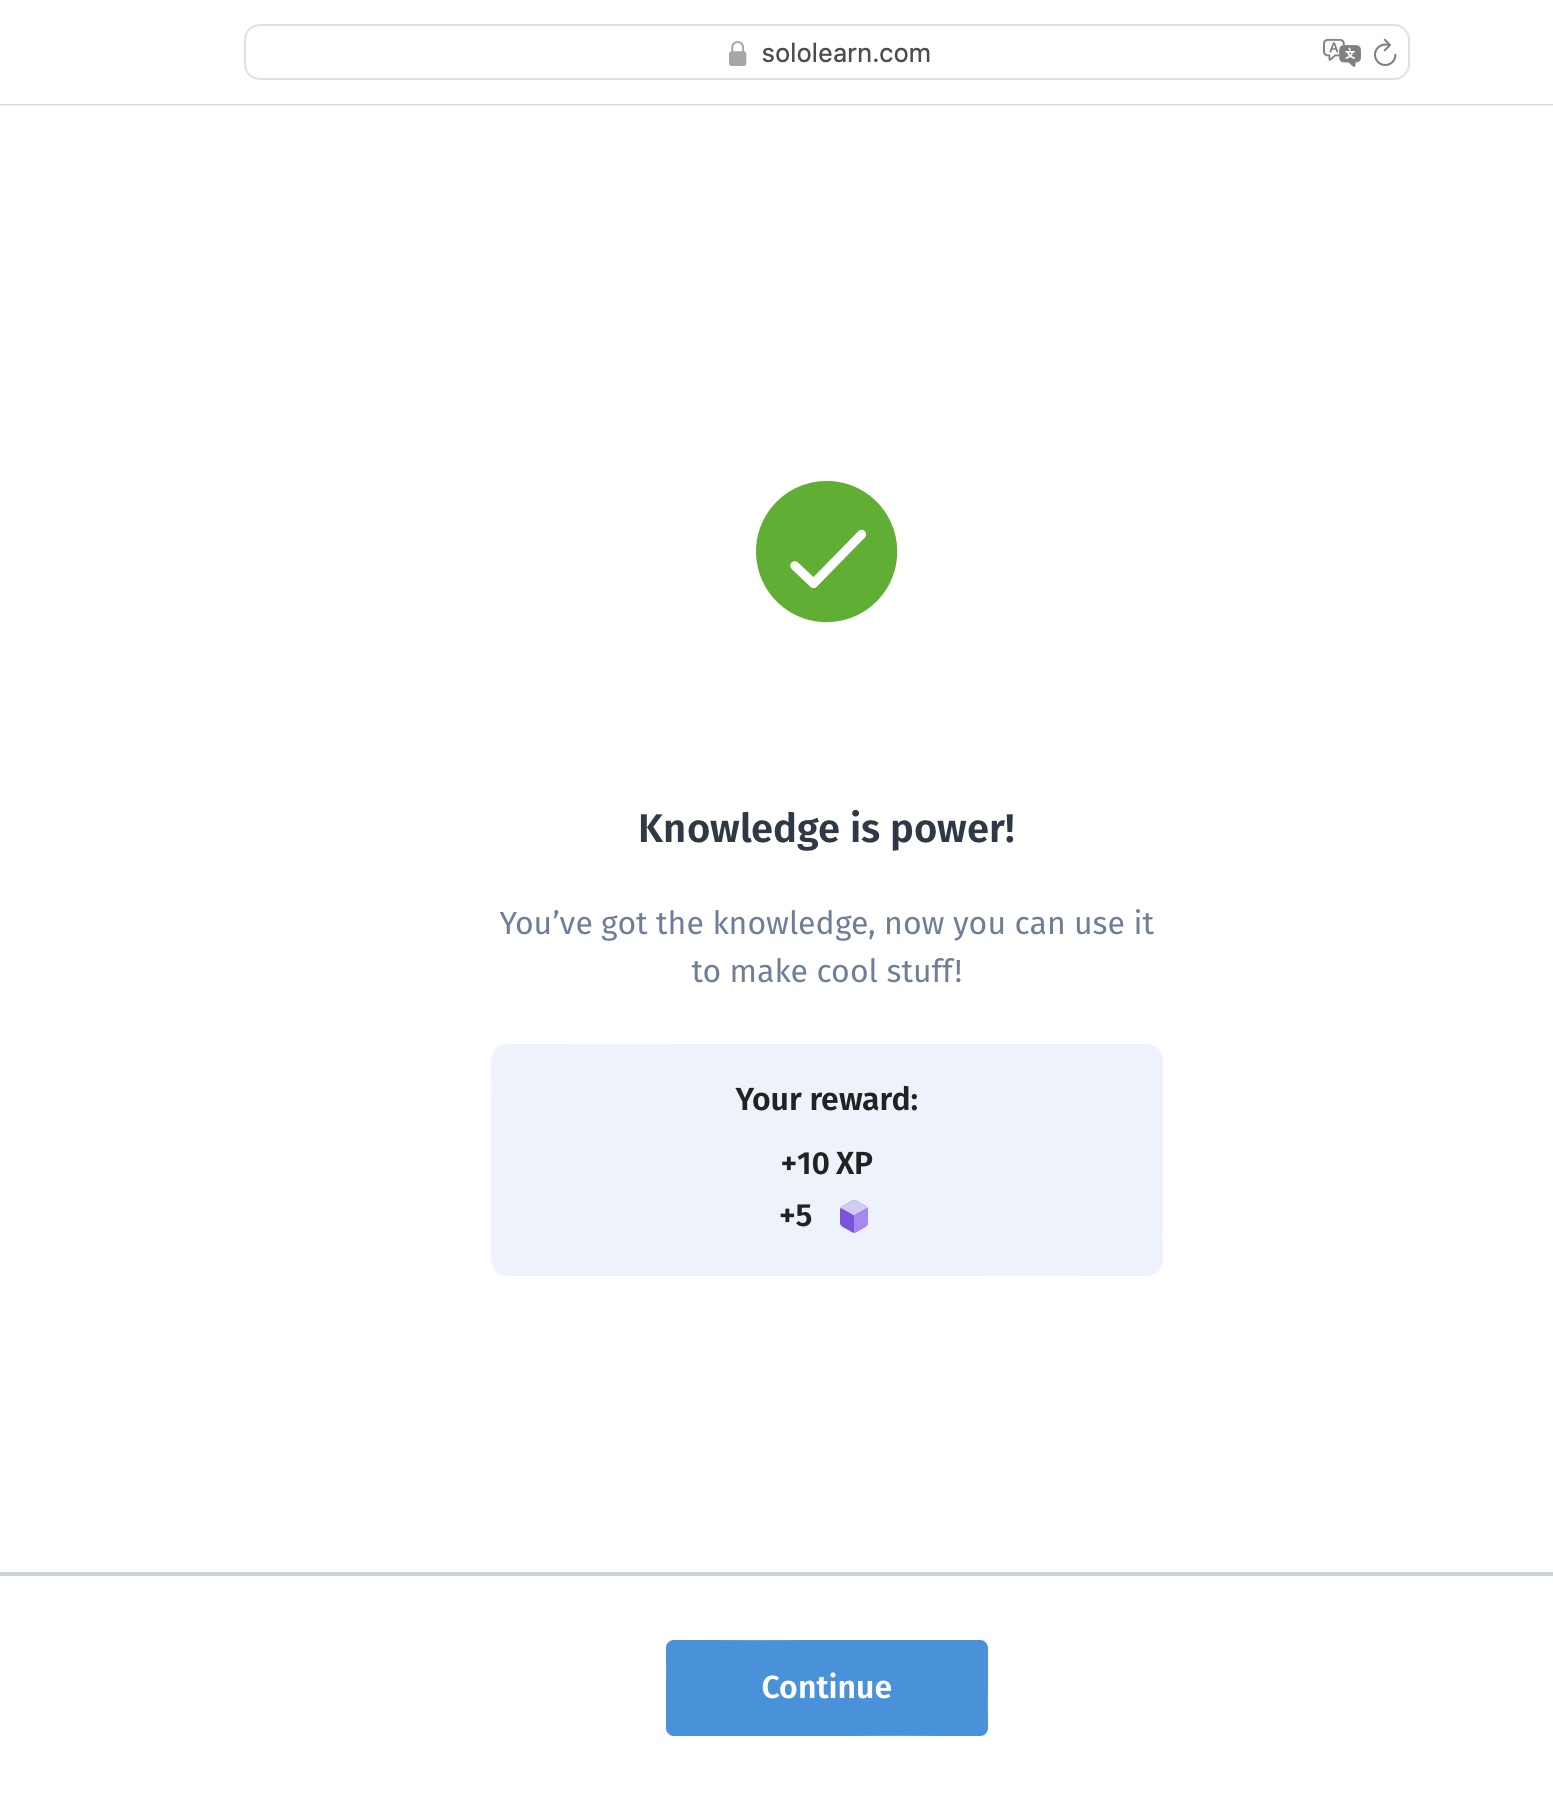 sololearn.com
Knowledge is power!
You’ve got the knowledge, now you can use it
to make cool stuff!
Your reward:
+10 XP
+5
Continue